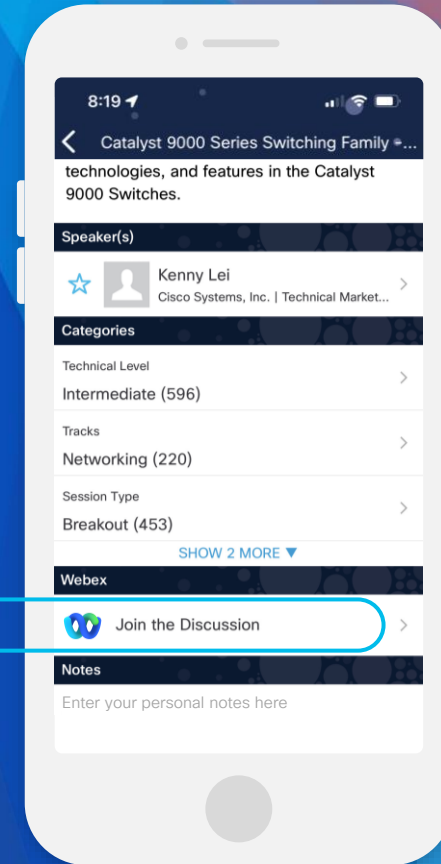 8:19
Catalyst 9000 Series Switching Family -...
technologies, and features in the Catalyst
9000 Switches.
Speaker(s)
Kenny Lei
Cisco Systems, Inc. | Technical Market...
Categories
Technical Level
Intermediate (596)
Tracks
Networking (220)
Session Type
Breakout (453)
SHOW 2 MORE ▼
Webex
Join the Discussion
Notes
Enter your personal notes here